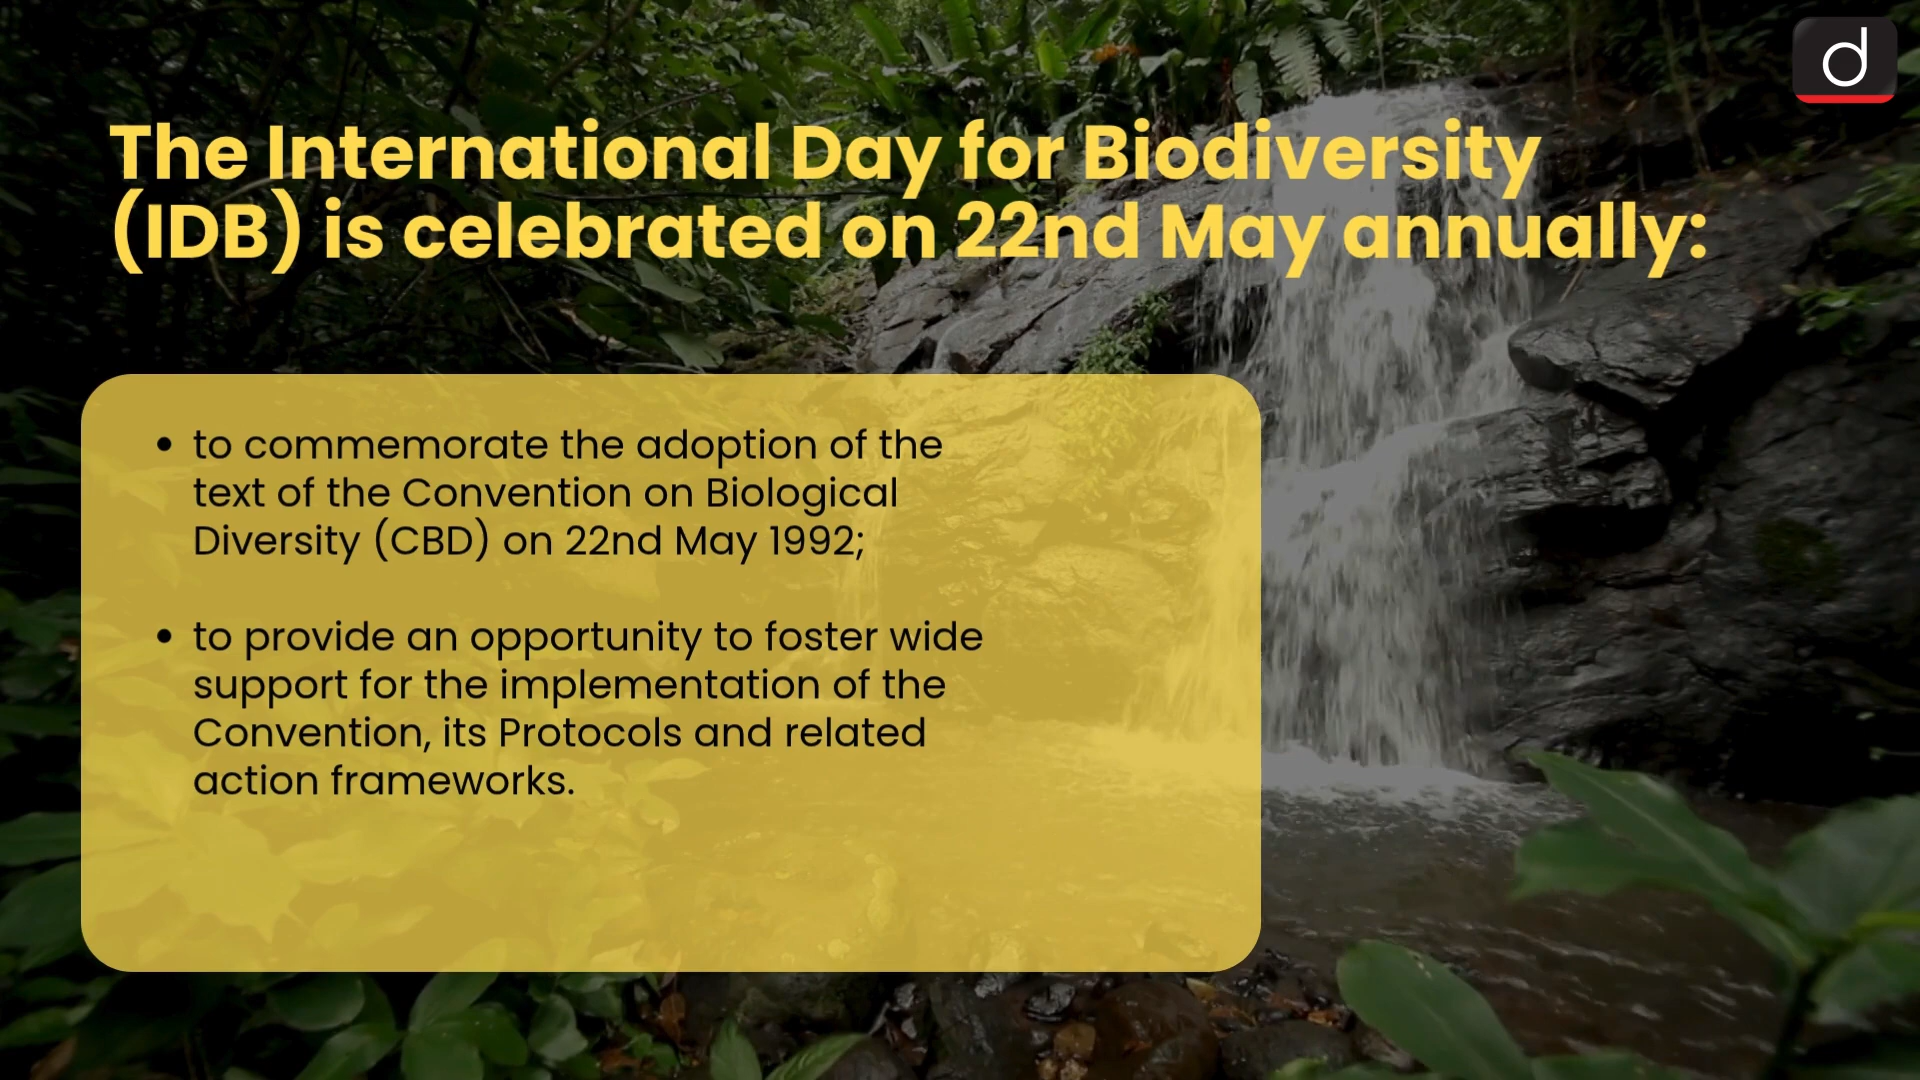 d
The International Day for Biodiversity
(IDB) is celebrated on 22nd May annually:
• to commemorate the adoption of the
text of the Convention on Biological
Diversity (CBD) on 22nd May 1992;
• to provide an opportunity to foster wide
support for the implementation of the
Convention, its Protocols and related
action frameworks.